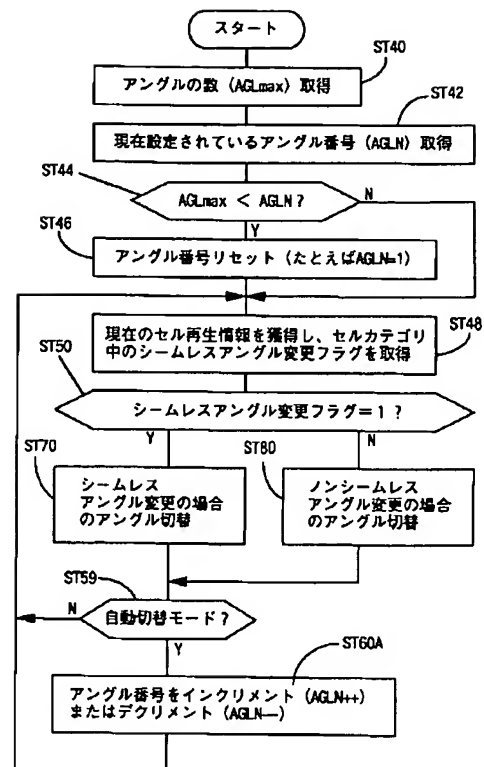 スタート
ST40
アングルの数（AGLmax）取得
ST42
現在設定されているアングル番号（AGLN）取得
ST44
AGLmax ＜ AGLN？
N
Y
ST46
アングル番号リセット（たとえばAGLN=1）
現在のセル再生情報を獲得し、セルカテゴリ
中のシームレスアングル変更フラグを取得
ST48
ST50
シームレスアングル変更フラグ＝1？
Y
N
ST70
シームレス
アングル変更の場合
のアングル切替
ST80
ノンシームレス
アングル変更の場合
のアングル切替
ST59
N
自動切替モード？
Y
ST60A
アングル番号をインクリメント（AGLN++）
またはデクリメント（AGLN—）